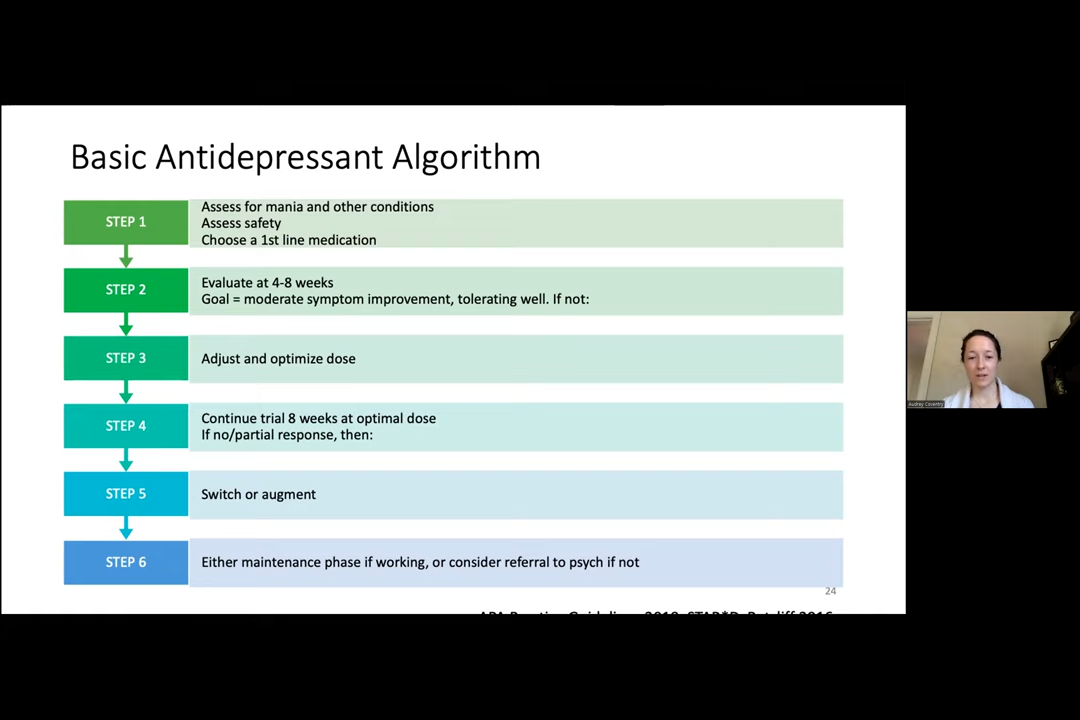 Basic Antidepressant Algorithm
STEP 1
Assess for mania and other conditions
Assess safety
Choose a 1st line medication
STEP 2
Evaluate at 4-8 weeks
Goal = moderate symptom improvement, tolerating well. If not:
STEP 3
Adjust and optimize dose
STEP 4
Continue trial 8 weeks at optimal dose
If no/partial response, then:
STEP 5
Switch or augment
STEP 6
Either maintenance phase if working, or consider referral to psych if not
24
Audrey Coventry